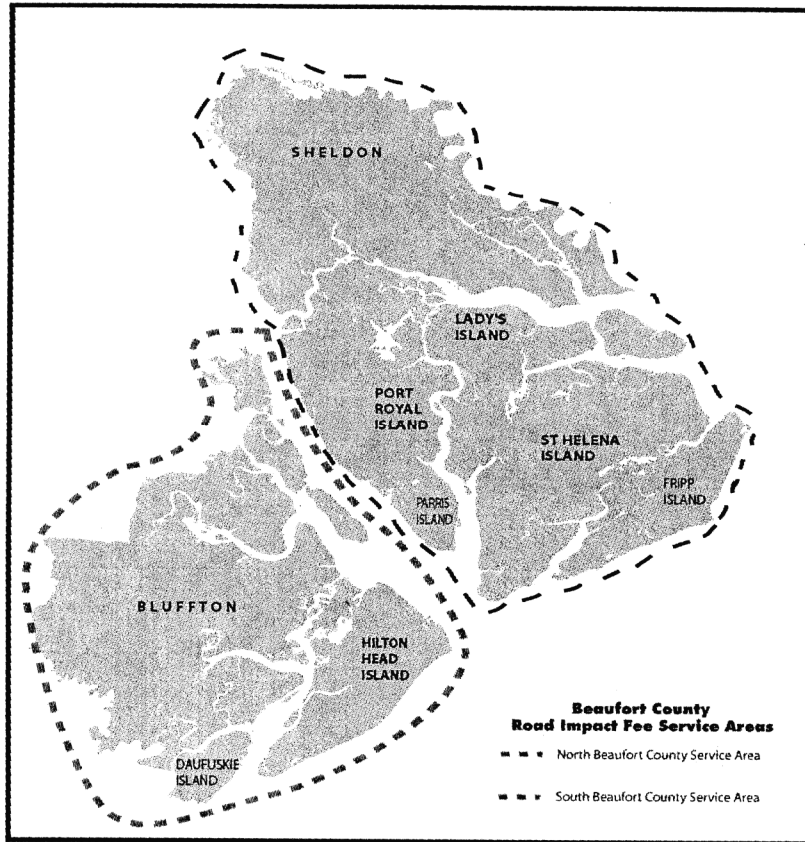 SHELDON
LADY'S
ISLAND
PORT
ROYAL
ISLAND
ST HELENA
ISLAND
FRIPP
ISLAND
PARRIS
ISLAND
BLUFFTON
HILTON
HEAD
ISLAND
DAUFUSKIE
ISLAND
Beaufort County
Road Impact Fee Service Areas
North Beaufort County Service Area
South Beaufort County Service Area